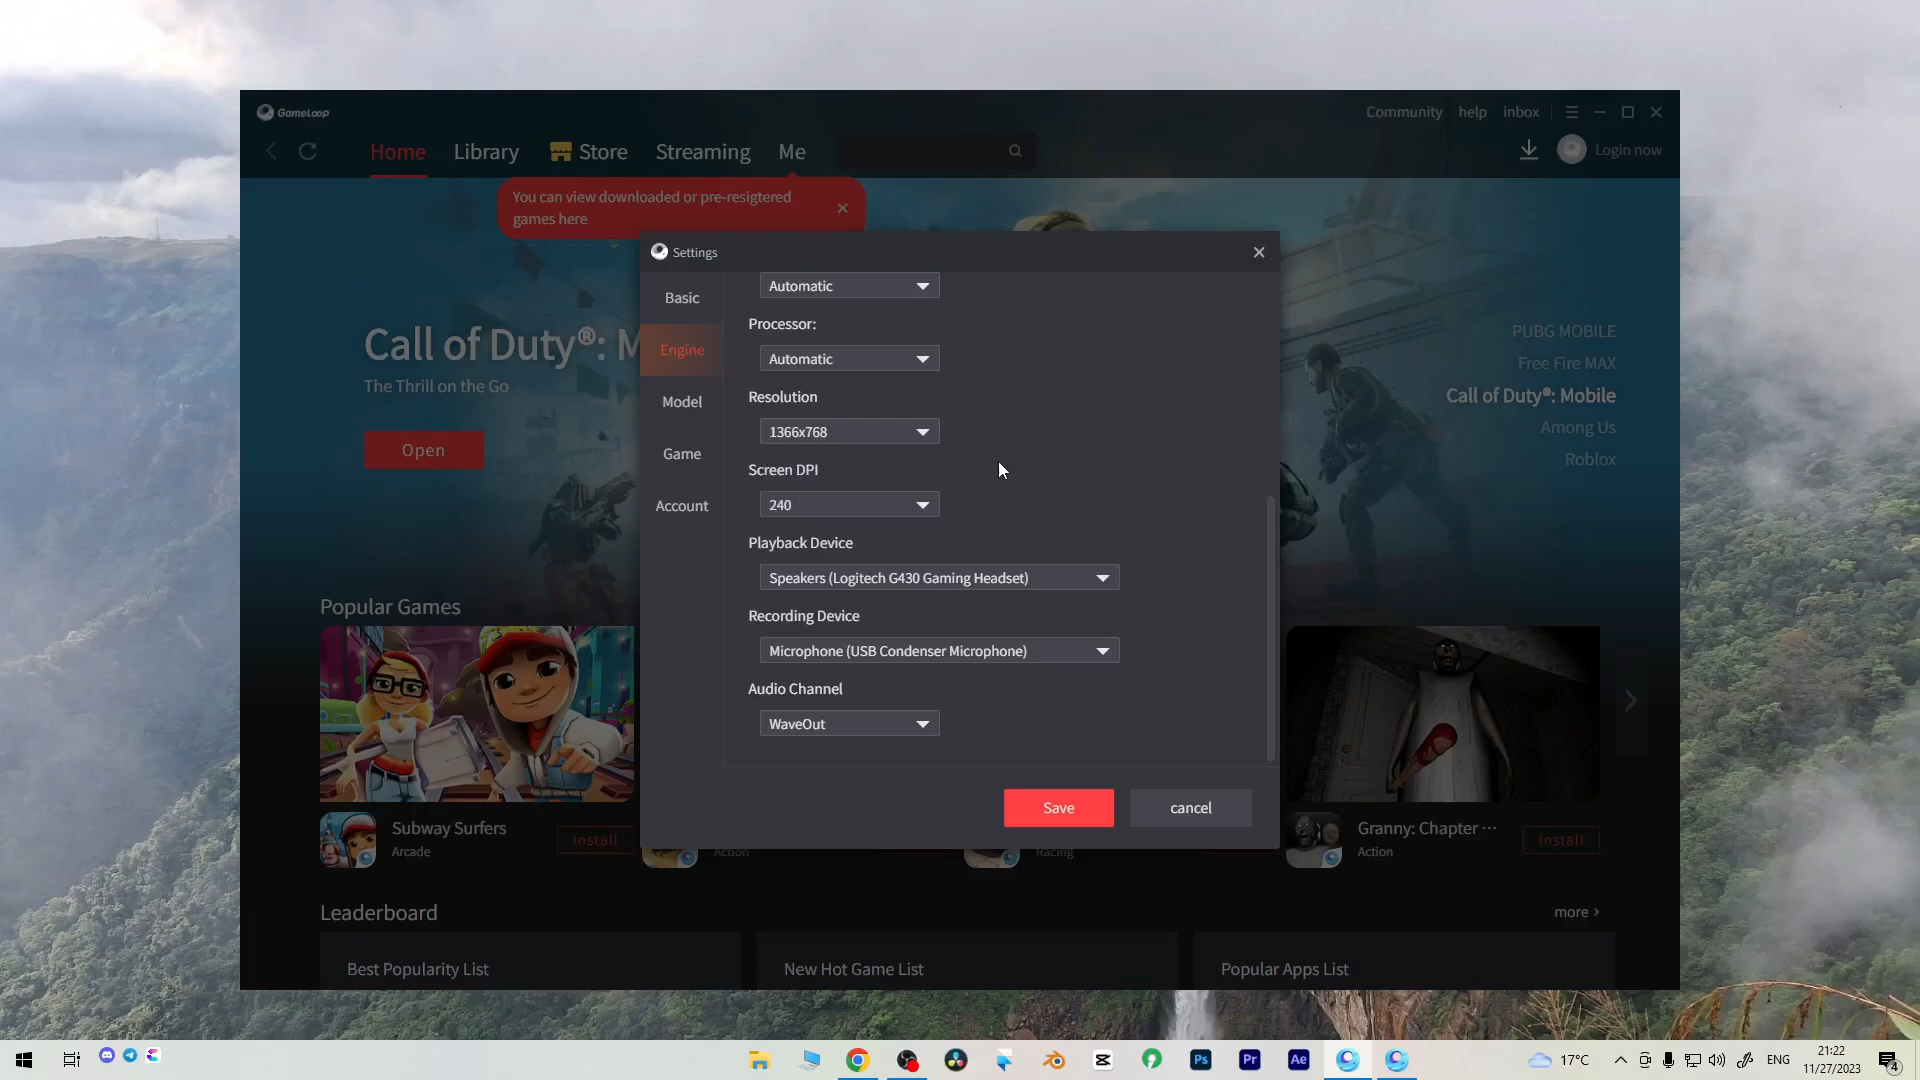 GameLoop
Community help inbox
Home Library Store Streaming Me
Login now
You can view downloaded or pre-resigtered
games here
Settings
Basic
Engine
Model
Game
Account
Automatic
Processor:
Automatic
Resolution
1366x768
Screen DPI
240
Playback Device
Speakers (Logitech G430 Gaming Headset)
Recording Device
Microphone (USB Condenser Microphone)
Audio Channel
WaveOut
Save
cancel
Call of Duty®: M
The Thrill on the Go
Open
PUBG MOBILE
Free Fire MAX
Call of Duty®: Mobile
Among Us
Roblox
Popular Games
Subway Surfers
Arcade
Install
Action
Racing
Granny: Chapter ···
Action
Install
Leaderboard
more
Best Popularity List
New Hot Game List
Popular Apps List
Ps
Pr
Ae
17°C
ENG
21:22
11/27/2023
4